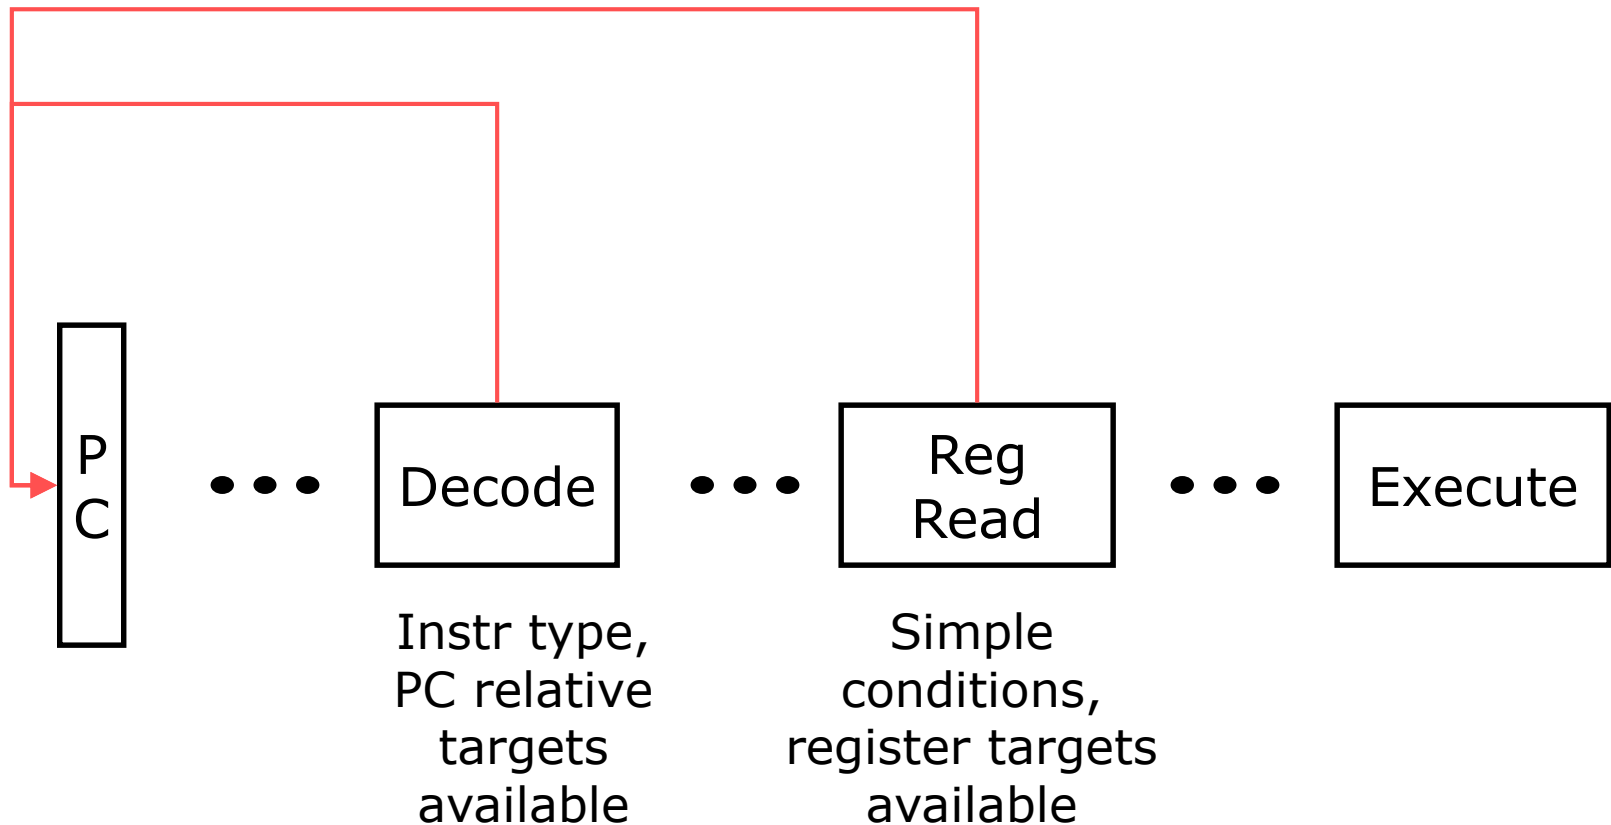 P
C
Decode
Reg
Read
Execute
Instr type,
PC relative
targets
available
Simple
conditions,
register targets
available